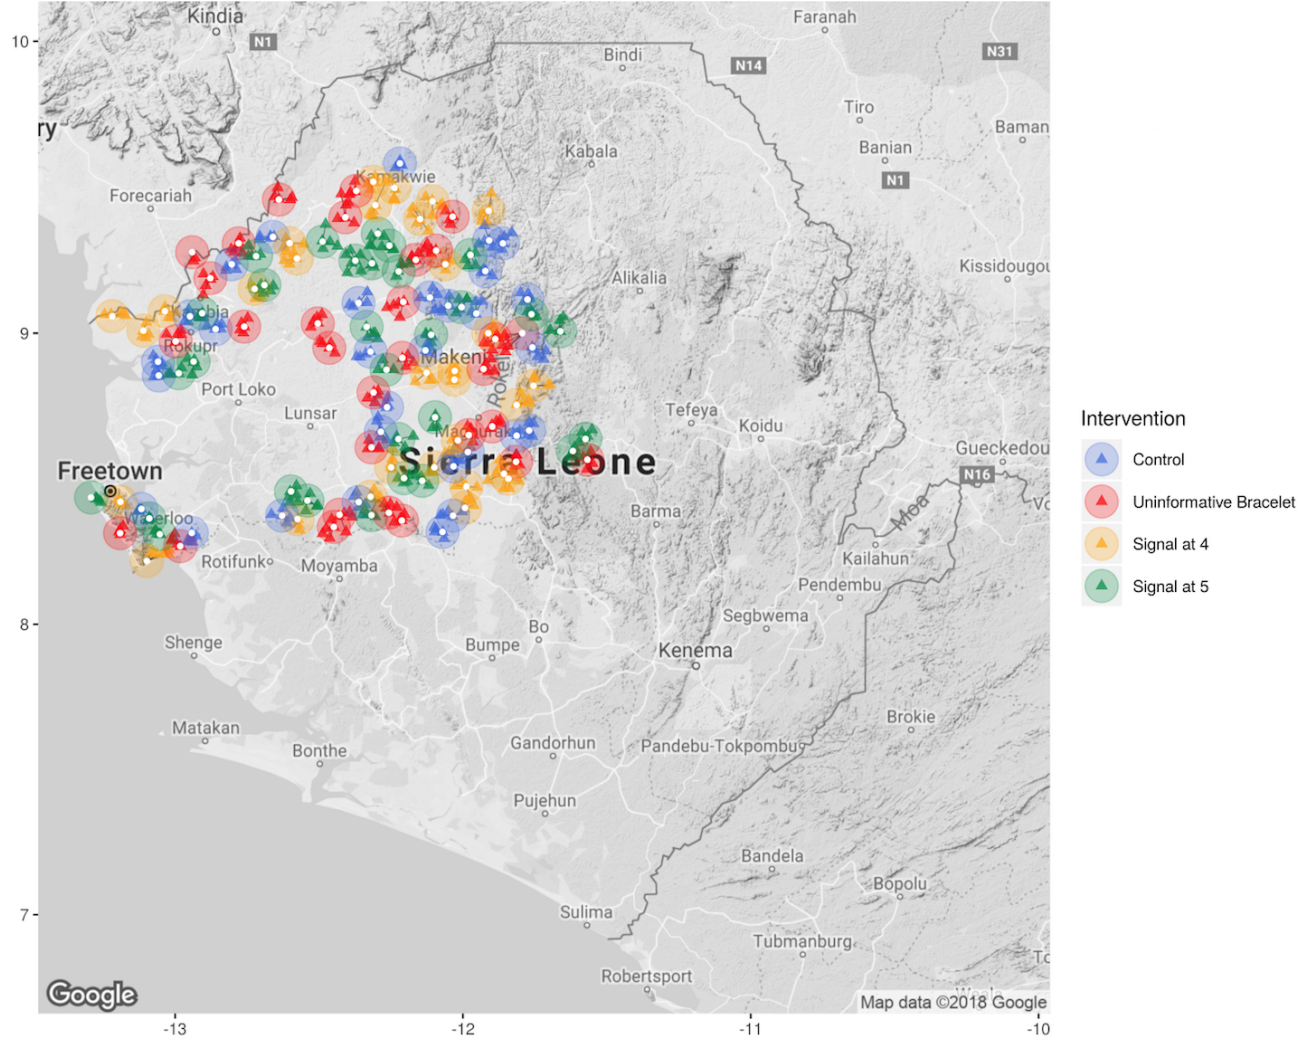 Kindia
Faranah
10
N1
Bindi
N31
N14
Tiro
ry
Baman
Kabala
Banian
N1
Kamakwie
Forecariah
Kissidougou
Alikalia
Kambia
9
Rokupr
Makeni
Rokel
Port Loko
Tefeya
Lunsar
Koidu
Intervention
Magburaka
Gueckedou
Control
Sierra Leone
Freetown
N16
Uninformative Bracelet
Moa
Barma
Waterloo
Signal at 4
Kailahun
Rotifunk
Moyamba
Pendembu
Signal at 5
Segbwema
8
Bo
Shenge
Bumpe
Kenema
Brokie
Matakan
Gandorhun
Pandebu-Tokpombu
Bonthe
Pujehun
Bandela
Bopolu
7
Sulima
Tubmanburg
Robertsport
Google
Map data ©2018 Google
-13
-12
-11
-10